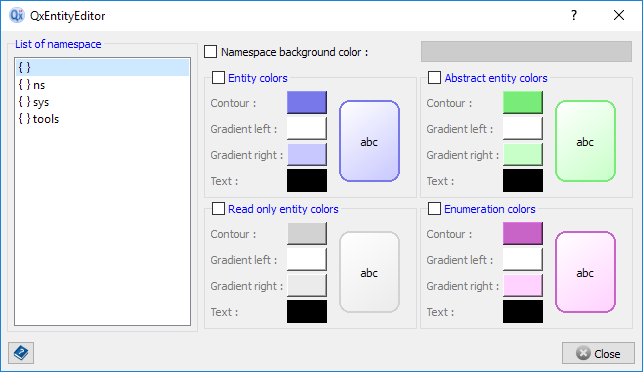 Qx QxEntityEditor ?
List of namespace
{ }
{ } ns
{ } sys
{ } tools
Namespace background color :
Entity colors
Contour :
Gradient left :
Gradient right :
Text :
abc
Abstract entity colors
Contour :
Gradient left :
Gradient right :
Text :
abc
Read only entity colors
Contour :
Gradient left :
Gradient right :
Text :
abc
Enumeration colors
Contour :
Gradient left :
Gradient right :
Text :
abc
? Close